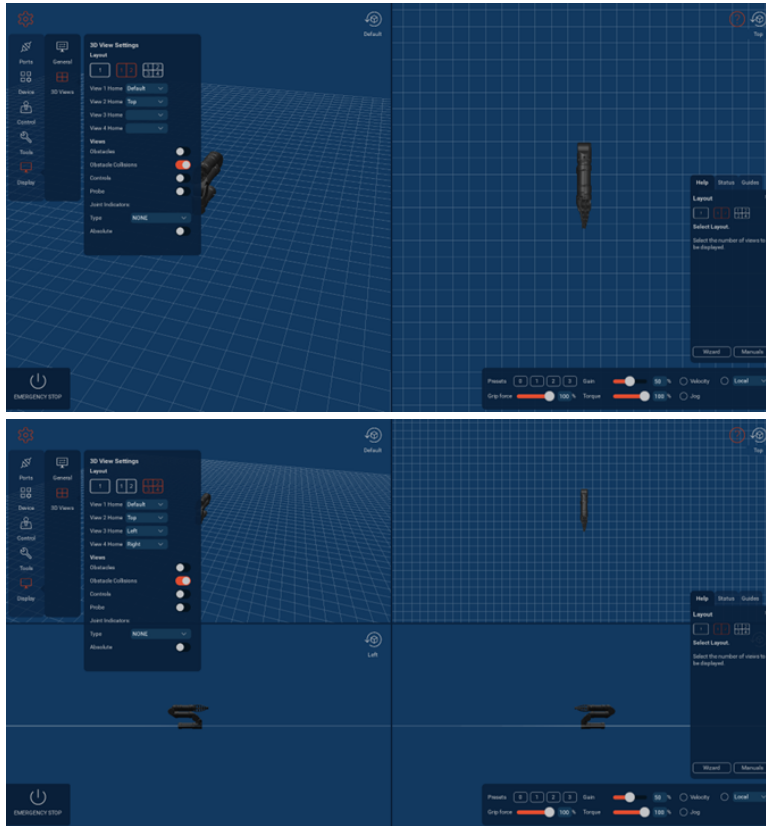 Default
Top
Ports
Device
Control
Tools
Display
General
3D Views
3D View Settings
Layout
1
1 2
View 1 Home Default
View 2 Home Top
View 3 Home
View 4 Home
Views
Obstacles
Obstacle Collisions
Controls
Probe
Joint Indicators
Type NONE
Absolute
Help Status Guides
Layout
Select Layout.
Select the number of views to
be displayed.
Wizard Manuals
EMERGENCY STOP
Presets 0 1 2 3 Gain 50 % Velocity Local
Grip force 100 % Torque 100 % Jog
Default
Top
Ports
Device
Control
Tools
Display
General
3D Views
3D View Settings
Layout
1
1 2
View 1 Home Default
View 2 Home Top
View 3 Home Left
View 4 Home Right
Views
Obstacles
Obstacle Collisions
Controls
Probe
Joint Indicators
Type NONE
Absolute
Left
Help Status Guides
Layout
Select Layout.
Select the number of views to
be displayed.
Wizard Manuals
EMERGENCY STOP
Presets 0 1 2 3 Gain 50 % Velocity Local
Grip force 100 % Torque 100 % Jog